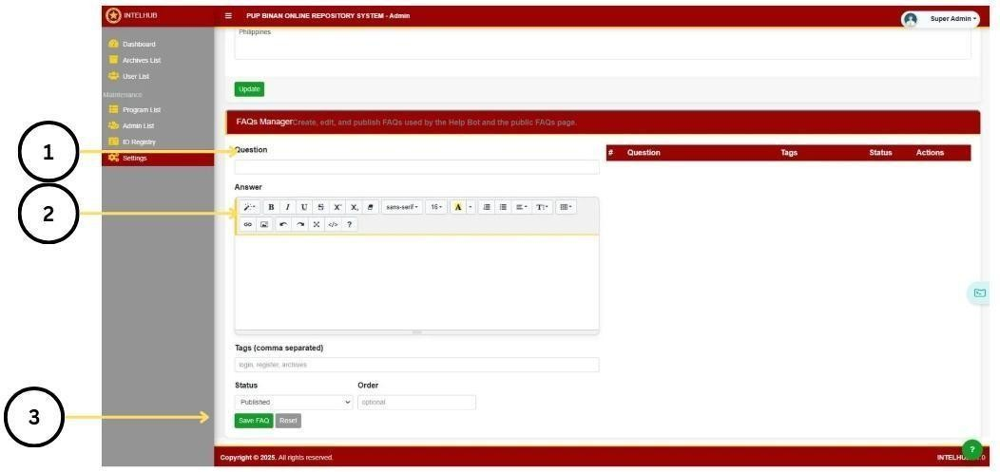 INTELHUB
PUP BINAN ONLINE REPOSITORY SYSTEM - Admin
Super Admin
Dashboard
Archives List
User List
Maintenance
Program List
Admin List
ID Registry
Settings
Philippines
Update
FAQs Manager Create, edit, and publish FAQs used by the Help Bot and the public FAQs page.
1
Question
# Question Tags Status Actions
Answer
2
B I U S X² X₂ sans-serif 16 A T
</> ?
Tags (comma separated)
login, register, archives
Status Order
Published optional
3
Save FAQ Reset
Copyright © 2025. All rights reserved.
?